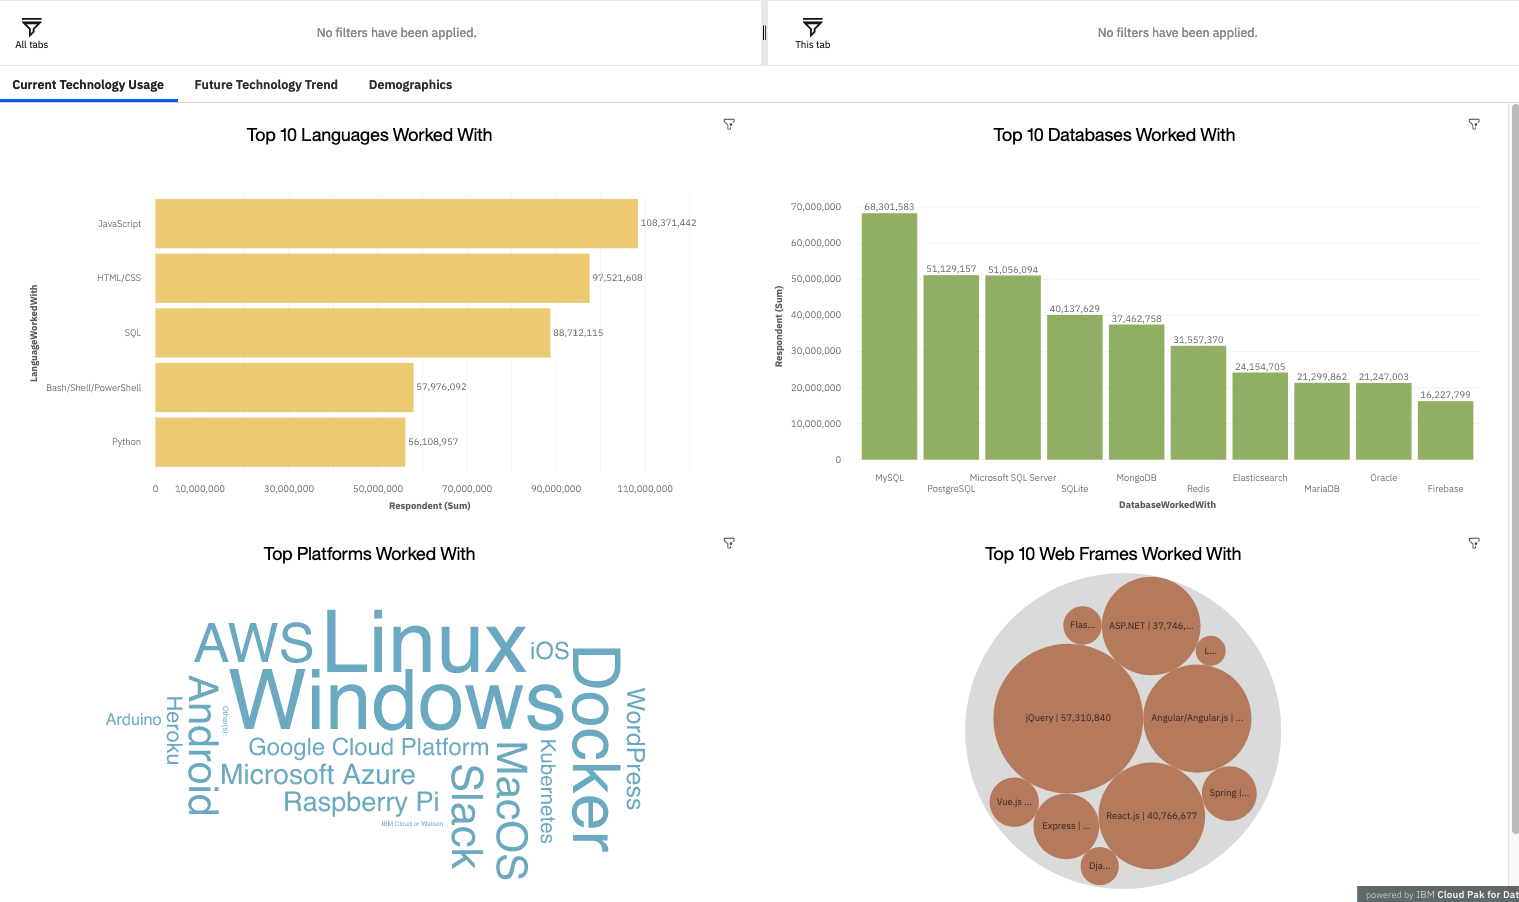 All tabs
No filters have been applied.
This tab
No filters have been applied.
Current Technology Usage
Future Technology Trend
Demographics
Top 10 Languages Worked With
LanguageWorkedWith
JavaScript
108,371,442
HTML/CSS
97,521,608
SQL
88,712,115
Bash/Shell/PowerShell
57,976,092
Python
56,108,957
0 10,000,000 30,000,000 50,000,000 70,000,000 90,000,000 110,000,000
Respondent (Sum)
Top 10 Databases Worked With
Respondent (Sum)
70,000,000
60,000,000
50,000,000
40,000,000
30,000,000
20,000,000
10,000,000
0
68,301,583
51,129,157
51,056,094
40,137,629
37,462,758
31,557,370
24,154,705
21,299,862
21,247,003
16,227,799
MySQL
PostgreSQL
Microsoft SQL Server
SQLite
MongoDB
Redis
Elasticsearch
MariaDB
Oracle
Firebase
DatabaseWorkedWith
Top Platforms Worked With
AWS
Linux
iOS
Docker
Windows
WordPress
Arduino
Heroku
Android
Other(s):
Google Cloud Platform
Microsoft Azure
Raspberry Pi
IBM Cloud or Watson
Slack
MacOS
Kubernetes
Top 10 Web Frames Worked With
Flas...
ASP.NET | 37,746,...
L...
jQuery | 57,310,840
Angular/Angular.js | ...
Vue.js ...
Express | ...
React.js | 40,766,677
Spring |...
Dja...
powered by IBM Cloud Pak for Dat